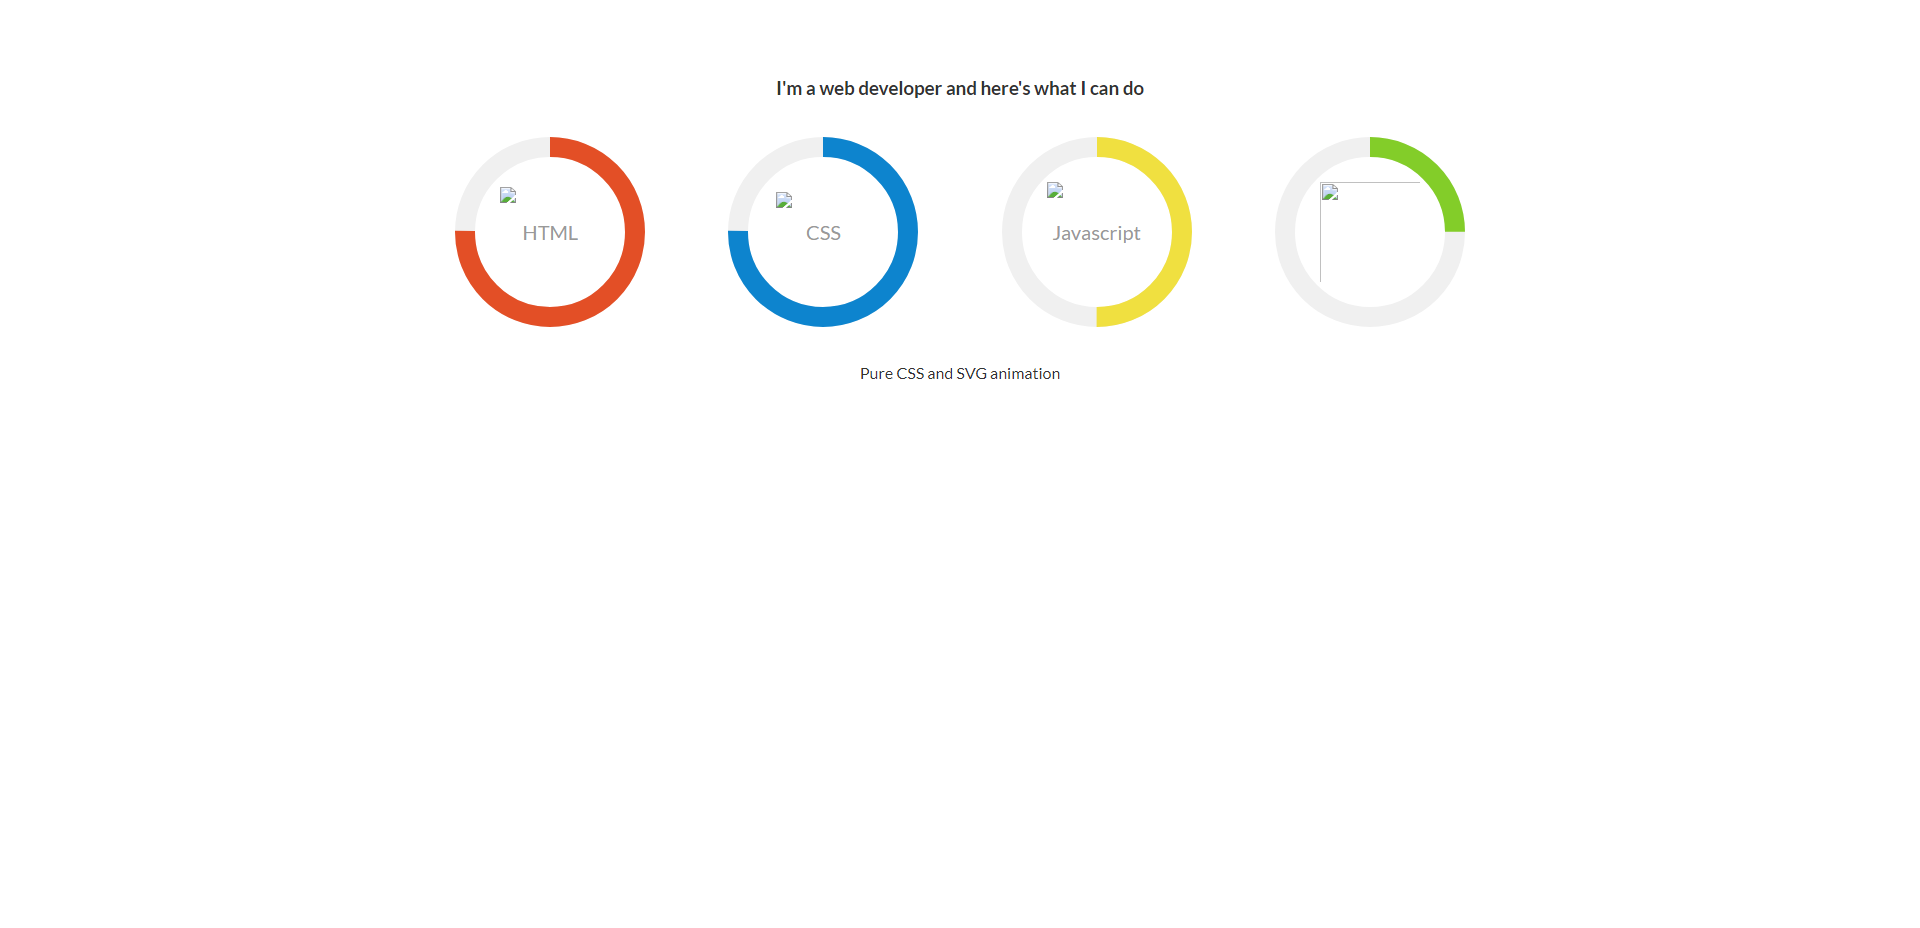 I'm a web developer and here's what I can do
HTML
CSS
Javascript
Pure CSS and SVG animation